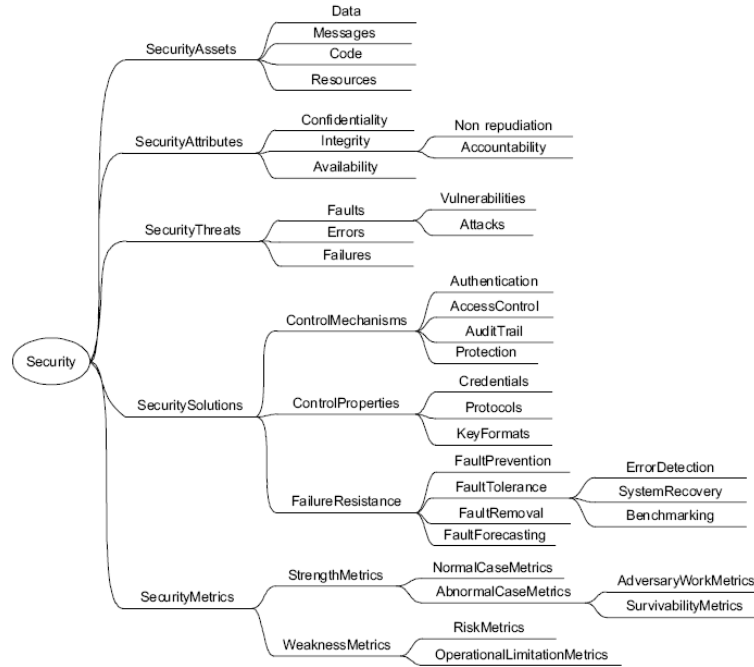 Security
SecurityAssets
Data
Messages
Code
Resources
SecurityAttributes
Confidentiality
Integrity
Non repudiation
Accountability
Availability
SecurityThreats
Faults
Vulnerabilities
Attacks
Errors
Failures
SecuritySolutions
ControlMechanisms
Authentication
AccessControl
AuditTrail
Protection
ControlProperties
Credentials
Protocols
KeyFormats
FailureResistance
FaultPrevention
FaultTolerance
ErrorDetection
SystemRecovery
Benchmarking
FaultRemoval
FaultForecasting
SecurityMetrics
StrengthMetrics
NormalCaseMetrics
AbnormalCaseMetrics
AdversaryWorkMetrics
SurvivabilityMetrics
WeaknessMetrics
RiskMetrics
OperationalLimitationMetrics